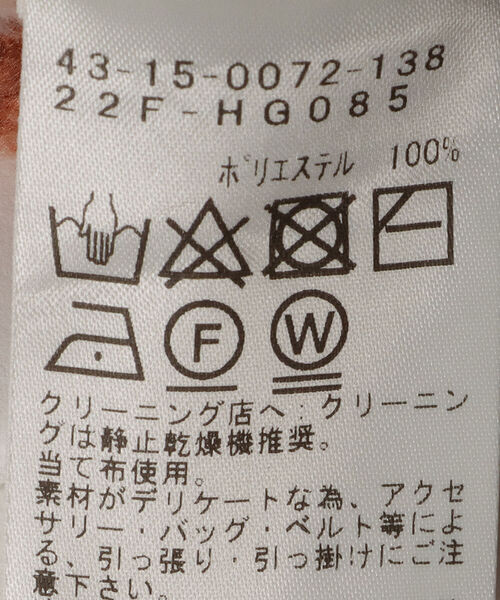 43-15-0072-138
22F-HG085
ポリエステル 100%
F W
クリーニング店へ:クリーニン
グは静止乾燥機推奨。
当て布使用。
素材がデリケートな為、アクセ
サリー・バッグ・ベルト等によ
る、引っ張り・引っ掛けにご注
意下さい。